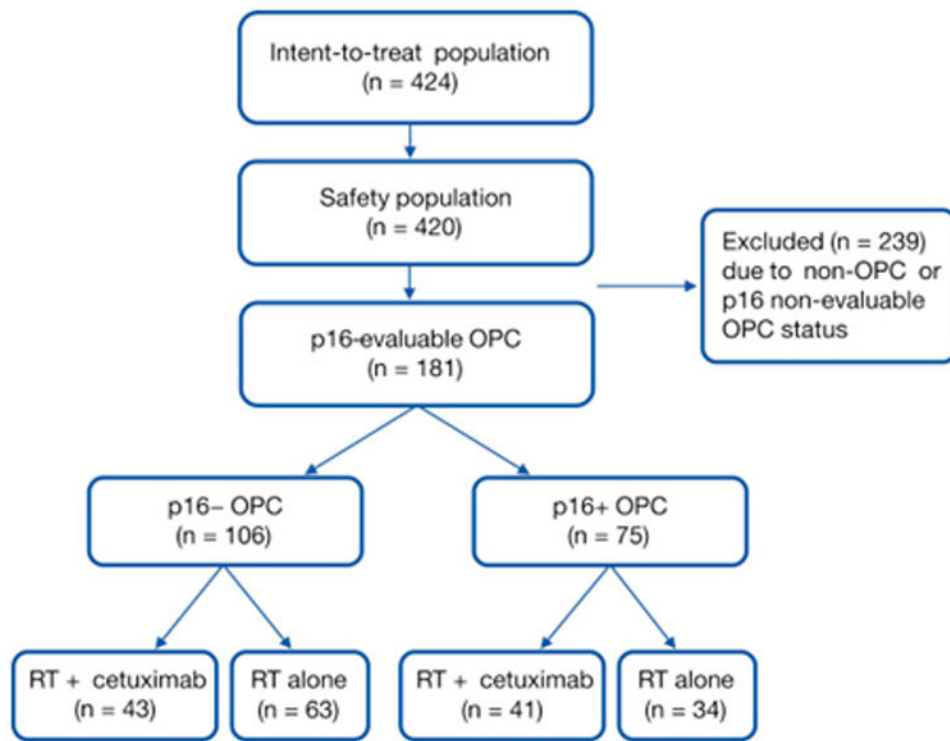 Intent-to-treat population
(n = 424)
Safety population
(n = 420)
Excluded (n = 239)
due to non-OPC or
p16 non-evaluable
OPC status
p16-evaluable OPC
(n = 181)
p16− OPC
(n = 106)
p16+ OPC
(n = 75)
RT + cetuximab
(n = 43)
RT alone
(n = 63)
RT + cetuximab
(n = 41)
RT alone
(n = 34)